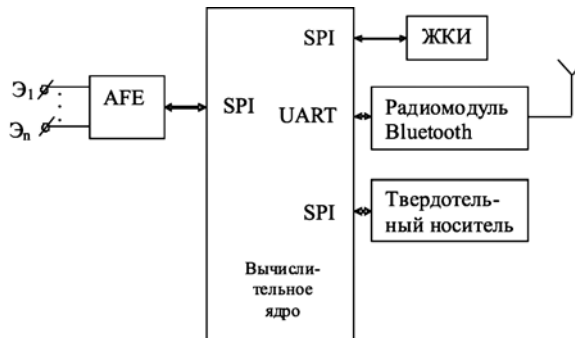 SPI
ЖКИ
Э1
AFE
SPI
UART
Радиомодуль
Bluetooth
Эn
SPI
Твердотель-
ный носитель
Вычисли-
тельное
ядро